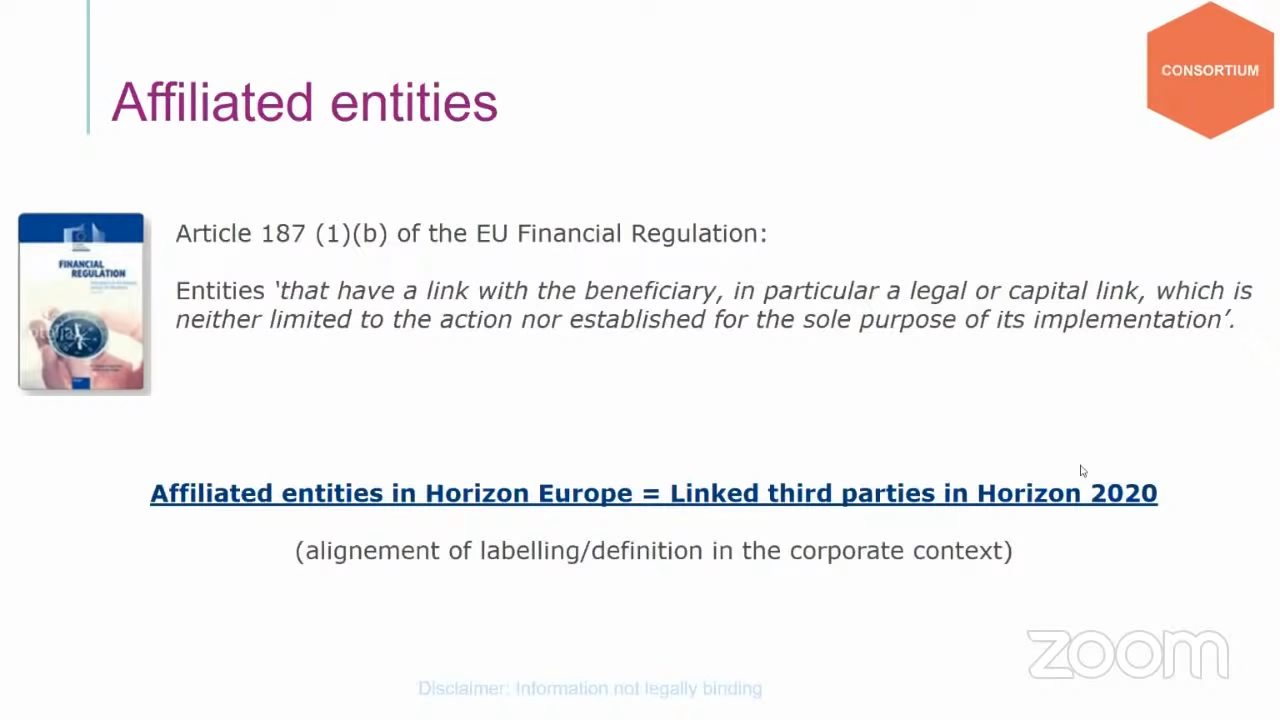 CONSORTIUM
Affiliated entities
Article 187 (1)(b) of the EU Financial Regulation:
FINANCIAL
REGULATION
Entities ‘that have a link with the beneficiary, in particular a legal or capital link, which is
neither limited to the action nor established for the sole purpose of its implementation’.
Affiliated entities in Horizon Europe = Linked third parties in Horizon 2020
(alignement of labelling/definition in the corporate context)
zoom
Disclaimer: Information not legally binding